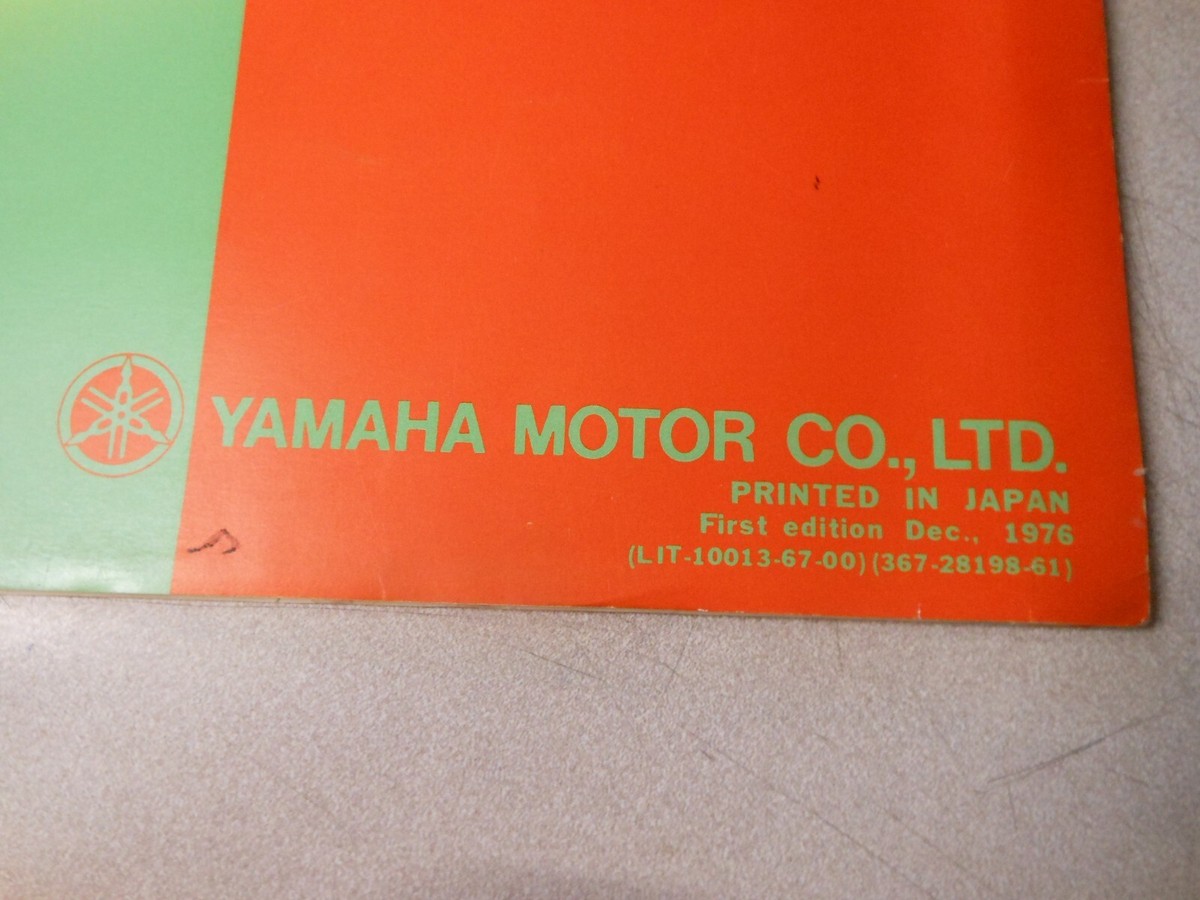 YAMAHA MOTOR CO., LTD.
PRINTED IN JAPAN
First edition Dec., 1976
(LIT-10013-67-00)(367-28198-61)